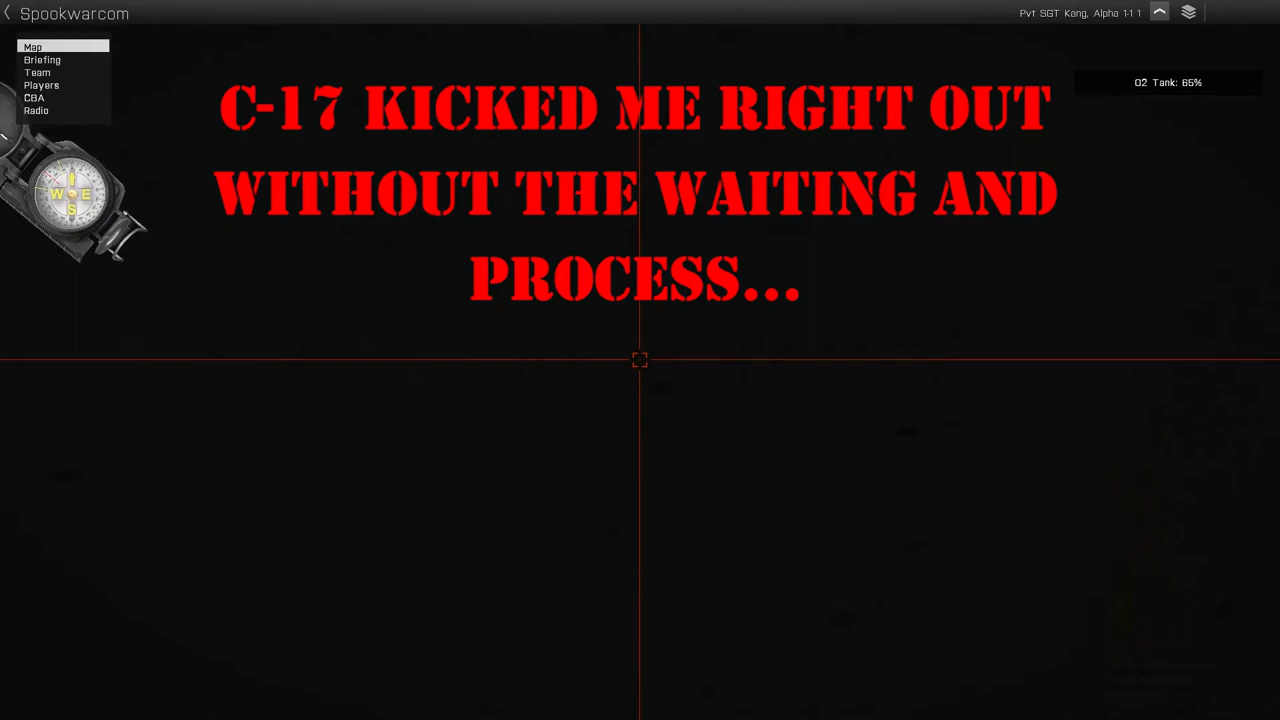 Spookwarcom
Pvt SGT Kong, Alpha 1-1 1
Map
Briefing
Team
Players
CBA
Radio
O2 Tank: 65%
C-17 KICKED ME RIGHT OUT
WITHOUT THE WAITING AND
PROCESS...
W E
S